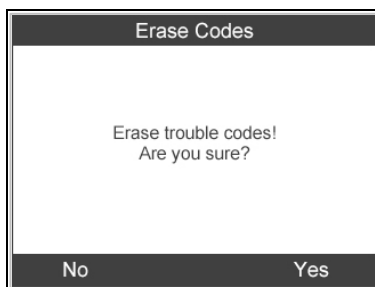 Erase Codes
Erase trouble codes!
Are you sure?
No Yes